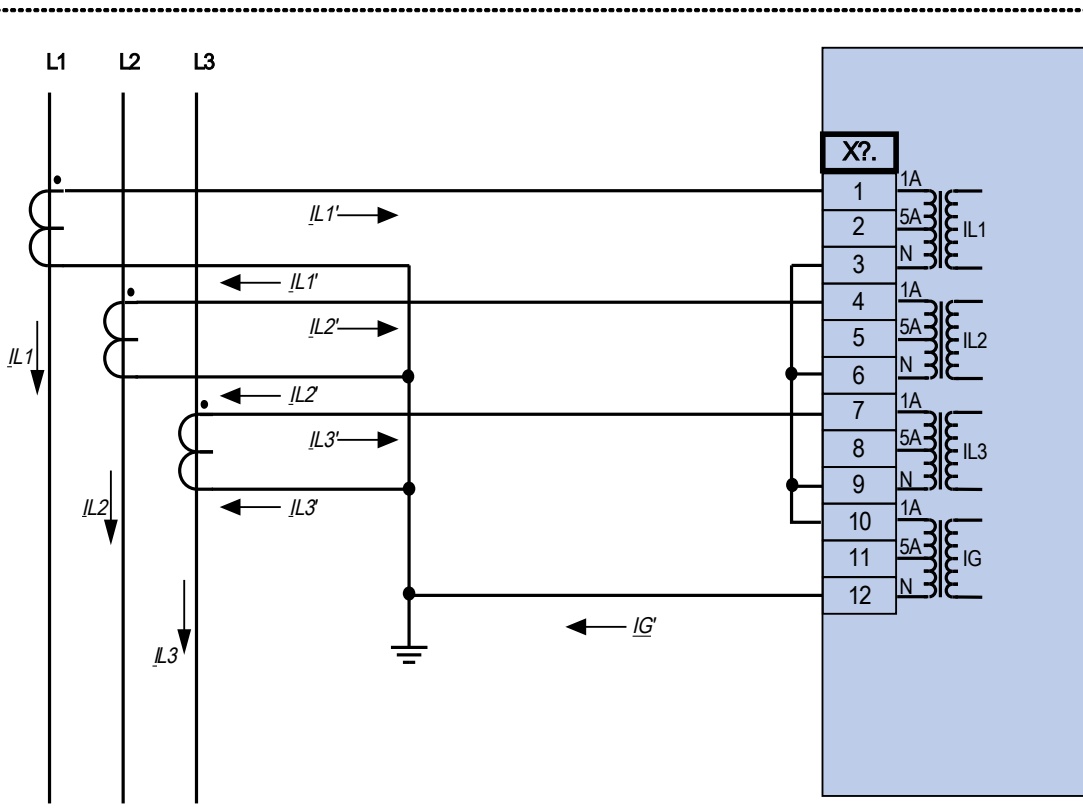 L1 L2 L3
X?.
1 1A
2 5A IL1
3 N
4 1A
5 5A IL2
6 N
7 1A
8 5A IL3
9 N
10 1A
11 5A IG
12 N
IL1'
IL1'
IL2'
IL1
IL2'
IL3'
IL2
IL3'
IG'
IL3